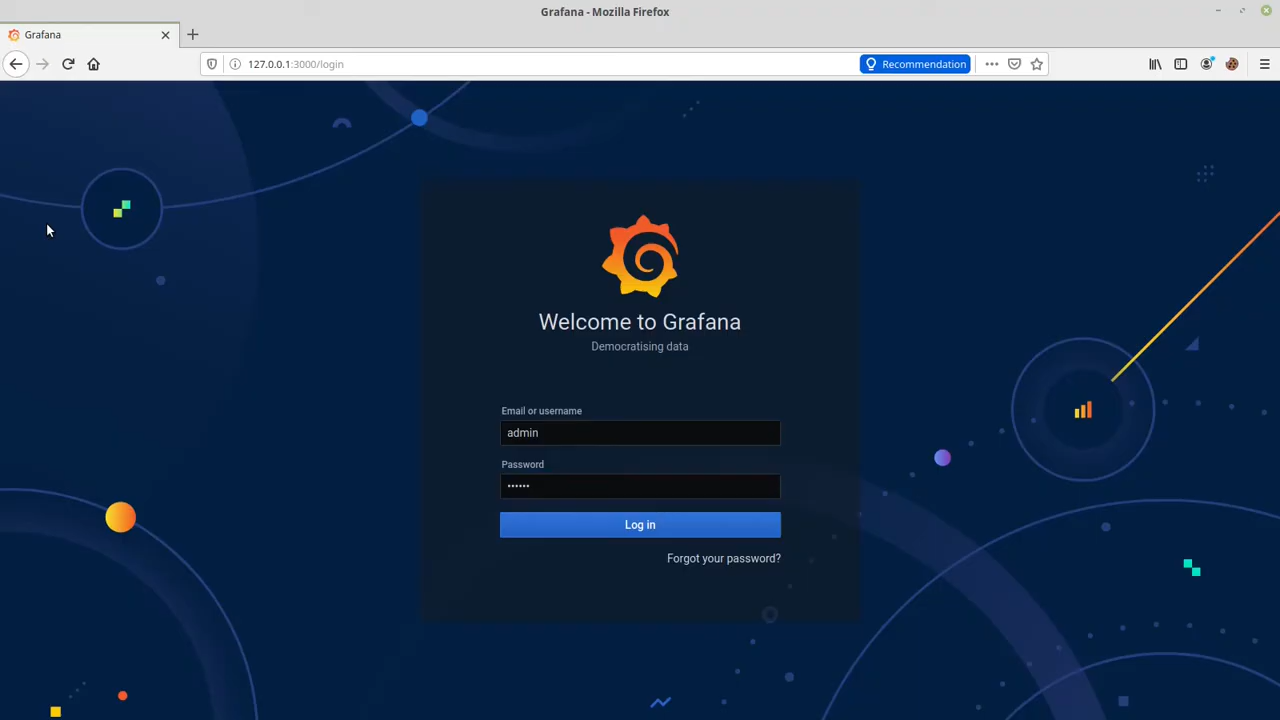 Grafana - Mozilla Firefox
Grafana
127.0.0.1:3000/login
Recommendation
Welcome to Grafana
Democratising data
Email or username
admin
Password
••••••
Log in
Forgot your password?